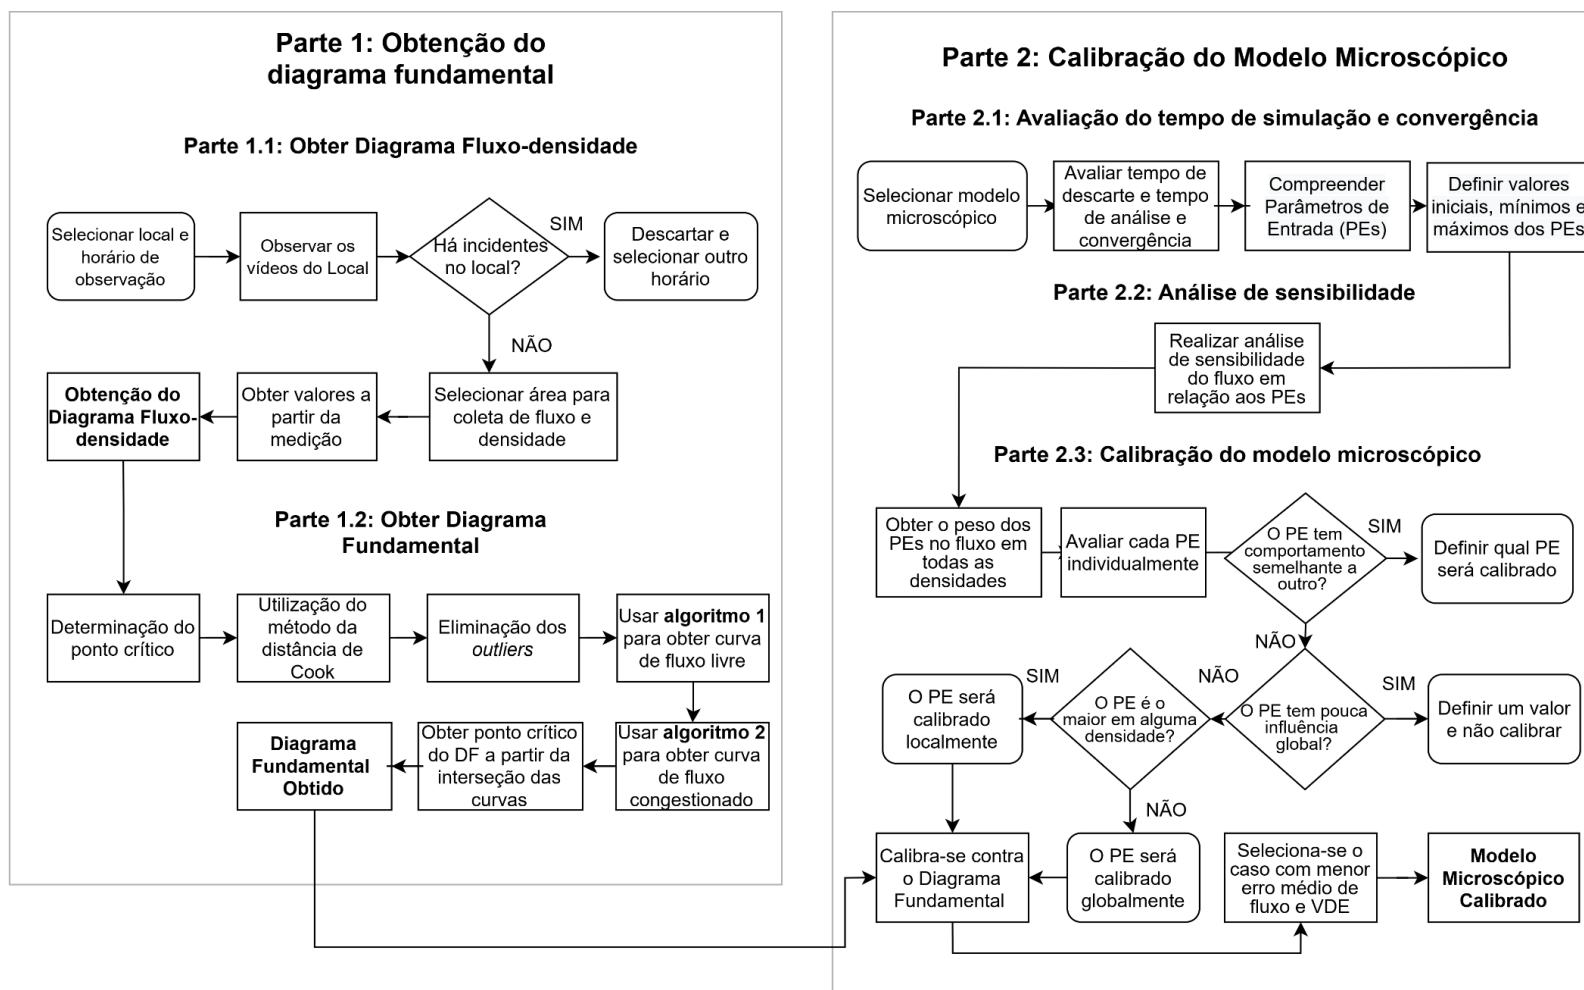 Parte 1: Obtenção do
diagrama fundamental
Parte 1.1: Obter Diagrama Fluxo-densidade
Selecionar local e
horário de
observação
Observar os
vídeos do Local
Há incidentes
no local?
SIM
Descartar e
selecionar outro
horário
NÃO
Selecionar área para
coleta de fluxo e
densidade
Obter valores a
partir da
medição
Obtenção do
Diagrama Fluxo-
densidade
Parte 1.2: Obter Diagrama
Fundamental
Determinação do
ponto crítico
Utilização do
método da
distância de
Cook
Eliminação dos
outliers
Usar algoritmo 1
para obter curva
de fluxo livre
Usar algoritmo 2
para obter curva
de fluxo
congestionado
Obter ponto crítico
do DF a partir da
interseção das
curvas
Diagrama
Fundamental
Obtido
Parte 2: Calibração do Modelo Microscópico
Parte 2.1: Avaliação do tempo de simulação e convergência
Selecionar modelo
microscópico
Avaliar tempo de
descarte e tempo
de análise e
convergência
Compreender
Parâmetros de
Entrada (PEs)
Definir valores
iniciais, mínimos e
máximos dos PEs
Parte 2.2: Análise de sensibilidade
Realizar análise
de sensibilidade
do fluxo em
relação aos PEs
Parte 2.3: Calibração do modelo microscópico
Obter o peso dos
PEs no fluxo em
todas as
densidades
Avaliar cada PE
individualmente
O PE tem
comportamento
semelhante a
outro?
SIM
Definir qual PE
será calibrado
NÃO
O PE tem pouca
influência
global?
SIM
Definir um valor
e não calibrar
NÃO
O PE é o
maior em alguma
densidade?
SIM
O PE será
calibrado
localmente
NÃO
O PE será
calibrado
globalmente
Calibra-se contra
o Diagrama
Fundamental
Seleciona-se o
caso com menor
erro médio de
fluxo e VDE
Modelo
Microscópico
Calibrado